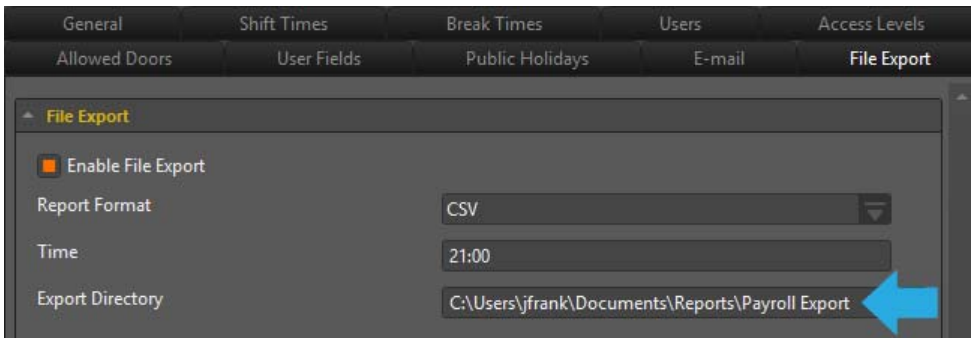 General Shift Times Break Times Users Access Levels
Allowed Doors User Fields Public Holidays E-mail File Export
File Export
Enable File Export
Report Format CSV
Time 21:00
Export Directory C:\Users\jfrank\Documents\Reports\Payroll Export